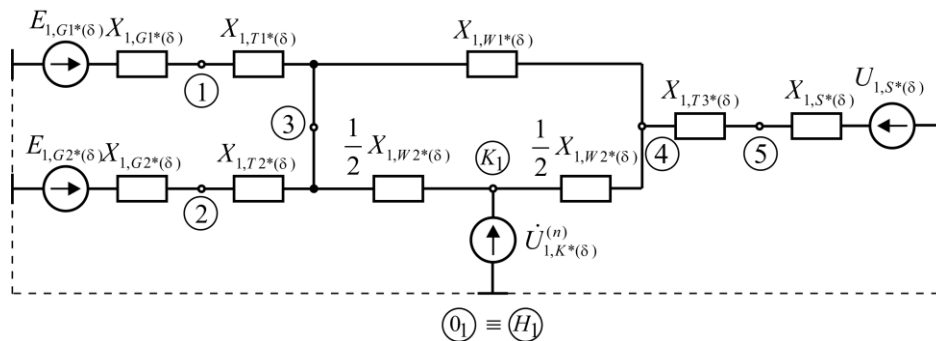 E₁,G1*(δ) X₁,G1*(δ) X₁,T1*(δ) X₁,W1*(δ)
1
X₁,T3*(δ) X₁,S*(δ) U₁,S*(δ)
3
E₁,G2*(δ) X₁,G2*(δ) X₁,T2*(δ) 1/2 X₁,W2*(δ) K₁ 1/2 X₁,W2*(δ) 4 5
2
U̇₁,K*(δ)⁽ⁿ⁾
0₁ ≡ H₁